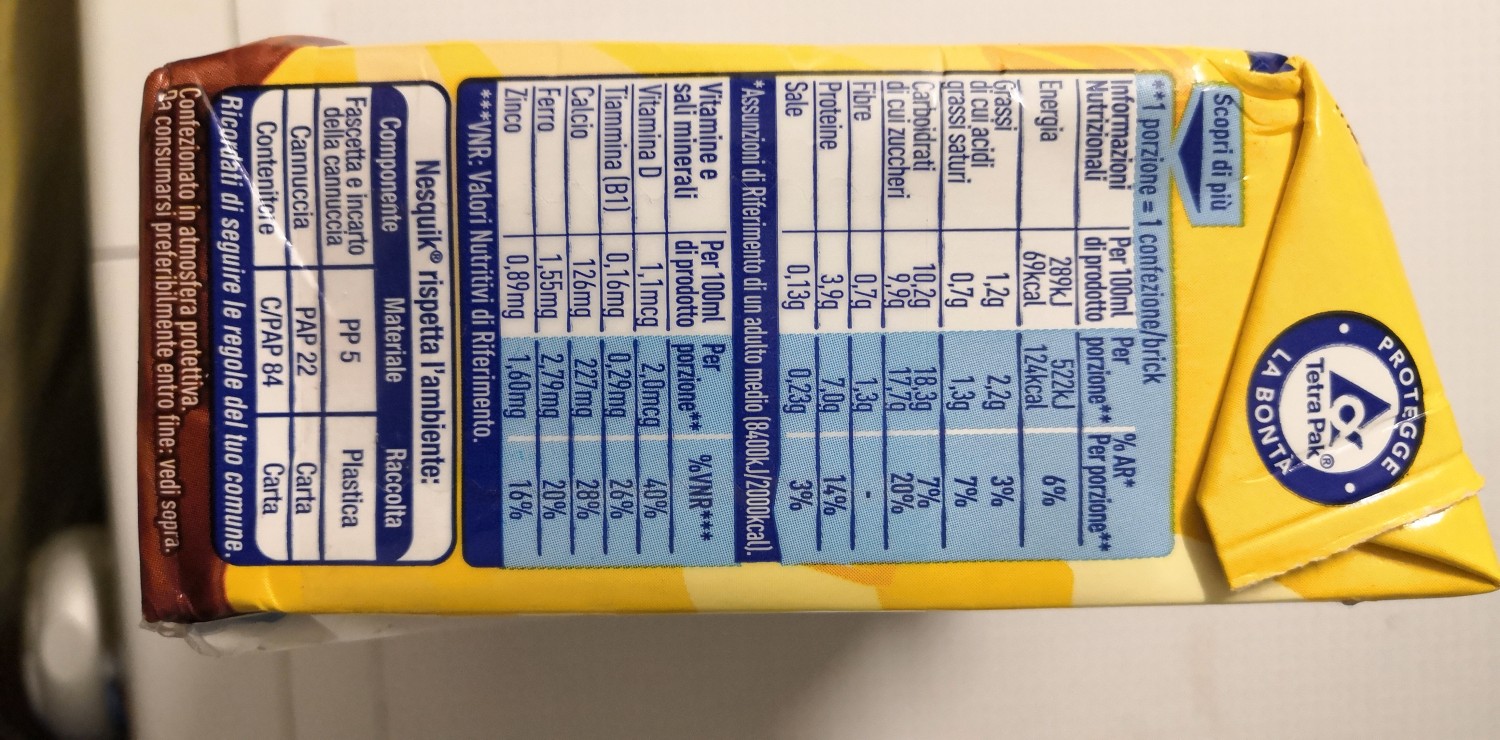 PROTEGGE
Tetra Pak®
LA BONTÀ
Scopri di più
**1 porzione = 1 confezione/brick
Informazioni Nutrizionali Per 100ml di prodotto Per porzione** % AR* Per porzione**
Energia 289kJ 69kcal 522kJ 124kcal 6%
Grassi 1,2g 2,2g 3%
di cui acidi grassi saturi 0,7g 1,3g 7%
Carboidrati 10,2g 18,3g 7%
di cui zuccheri 9,9g 17,7g 20%
Fibre 0,7g 1,3g -
Proteine 3,9g 7,0g 14%
Sale 0,13g 0,23g 3%
*Assunzioni di Riferimento di un adulto medio (8400kJ/2000kcal).
Vitamine e sali minerali Per 100ml di prodotto Per porzione** %VNR***
Vitamina D 1,1mcg 2,0mcg 40%
Tiammina (B1) 0,16mg 0,29mg 26%
Calcio 126mg 227mg 28%
Ferro 1,55mg 2,79mg 20%
Zinco 0,89mg 1,60mg 16%
***VNR: Valori Nutritivi di Riferimento.
Nesquik® rispetta l'ambiente:
Componente Materiale Raccolta
Fascetta e incarto della cannuccia PP 5 Plastica
Cannuccia PAP 22 Carta
Contenitore C/PAP 84 Carta
Ricordati di seguire le regole del tuo comune.
Confezionato in atmosfera protettiva.
Da consumarsi preferibilmente entro fine: vedi sopra.